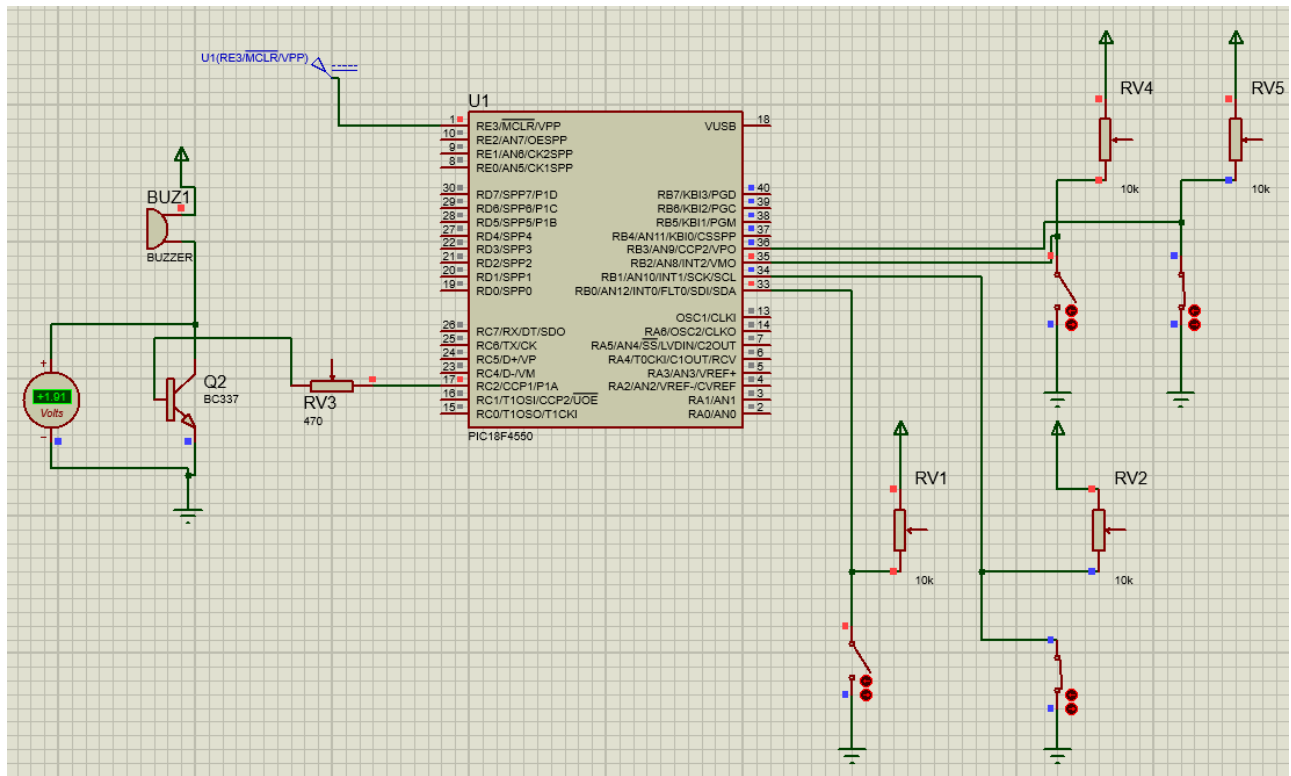 U1(RE3/MCLR/VPP)
U1
1 RE3/MCLR/VPP
10 RE2/AN7/OESPP
9 RE1/AN6/CK2SPP
8 RE0/AN5/CK1SPP
30 RD7/SPP7/P1D
29 RD6/SPP6/P1C
28 RD5/SPP5/P1B
27 RD4/SPP4
22 RD3/SPP3
21 RD2/SPP2
20 RD1/SPP1
19 RD0/SPP0
26 RC7/RX/DT/SDO
25 RC6/TX/CK
24 RC5/D+/VP
23 RC4/D-/VM
17 RC2/CCP1/P1A
16 RC1/T1OSI/CCP2/UOE
15 RC0/T1OSO/T1CKI
VUSB 18
RB7/KBI3/PGD 40
RB6/KBI2/PGC 39
RB5/KBI1/PGM 38
RB4/AN11/KBI0/CSSPP 37
RB3/AN9/CCP2/VPO 36
RB2/AN8/INT2/VMO 35
RB1/AN10/INT1/SCK/SCL 34
RB0/AN12/INT0/FLT0/SDI/SDA 33
OSC1/CLKI 13
RA6/OSC2/CLKO 14
RA5/AN4/SS/LVDIN/C2OUT 7
RA4/T0CKI/C1OUT/RCV 6
RA3/AN3/VREF+ 5
RA2/AN2/VREF-/CVREF 4
RA1/AN1 3
RA0/AN0 2
PIC18F4550
BUZ1
BUZZER
+
+1.91
Volts
−
Q2
BC337
RV3
470
RV4
10k
RV5
10k
RV1
10k
RV2
10k